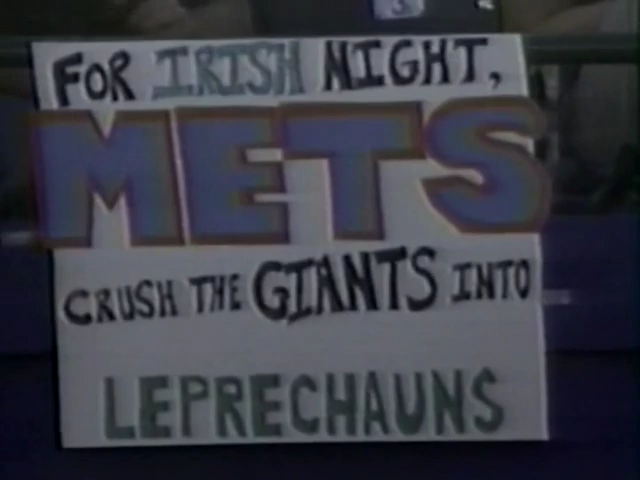 FOR IRISH NIGHT,
METS
CRUSH THE GIANTS INTO
LEPRECHAUNS